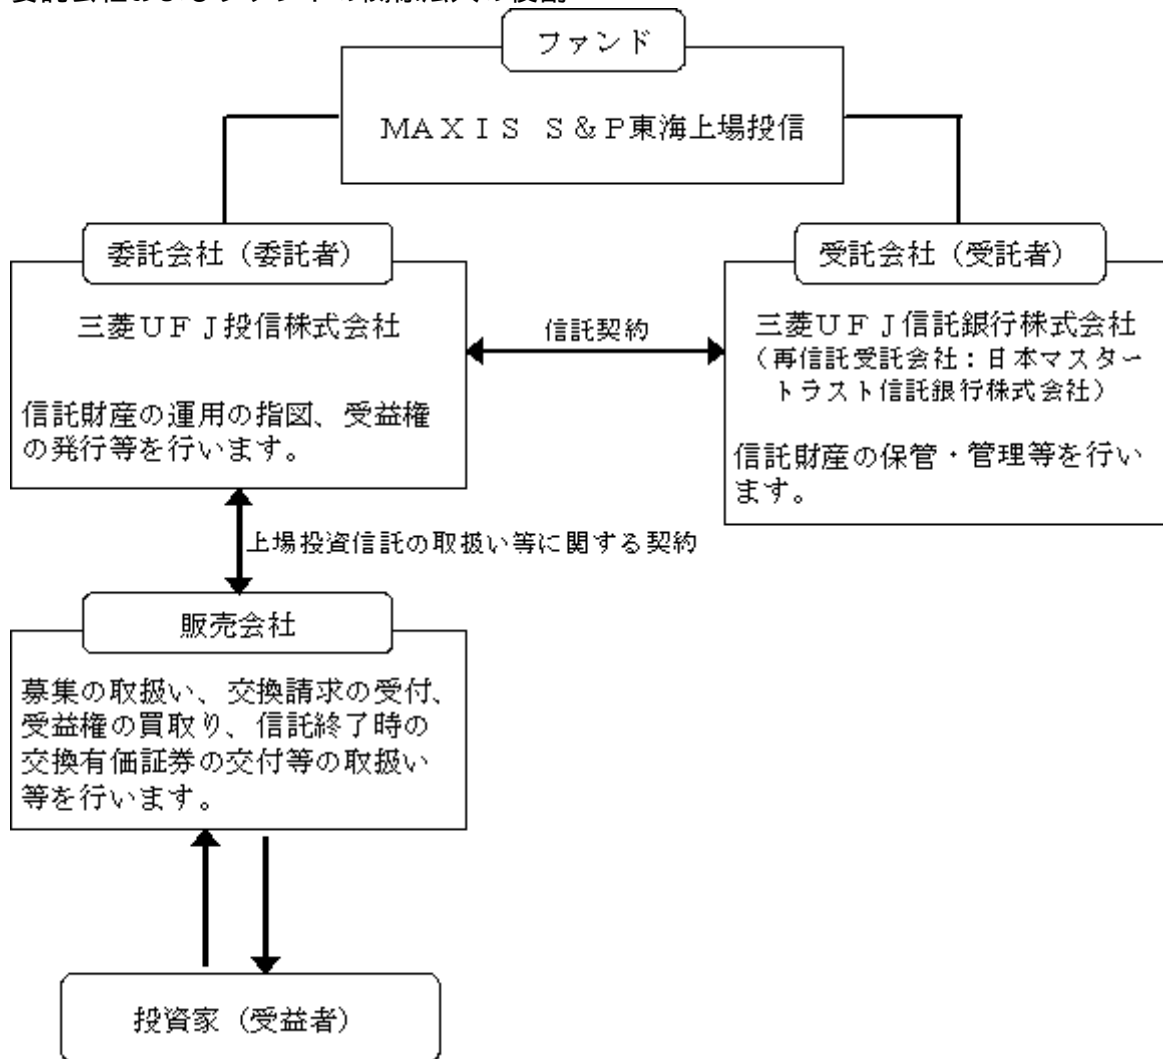 ファンド
MAXIS S&P東海上場投信
委託会社（委託者）
三菱UFJ投信株式会社
信託財産の運用の指図、受益権
の発行等を行います。
信託契約
受託会社（受託者）
三菱UFJ信託銀行株式会社
（再信託受託会社：日本マスター
トラスト信託銀行株式会社）
信託財産の保管・管理等を行い
ます。
上場投資信託の取扱い等に関する契約
販売会社
募集の取扱い、交換請求の受付、
受益権の買取り、信託終了時の
交換有価証券の交付等の取扱い
等を行います。
投資家（受益者）